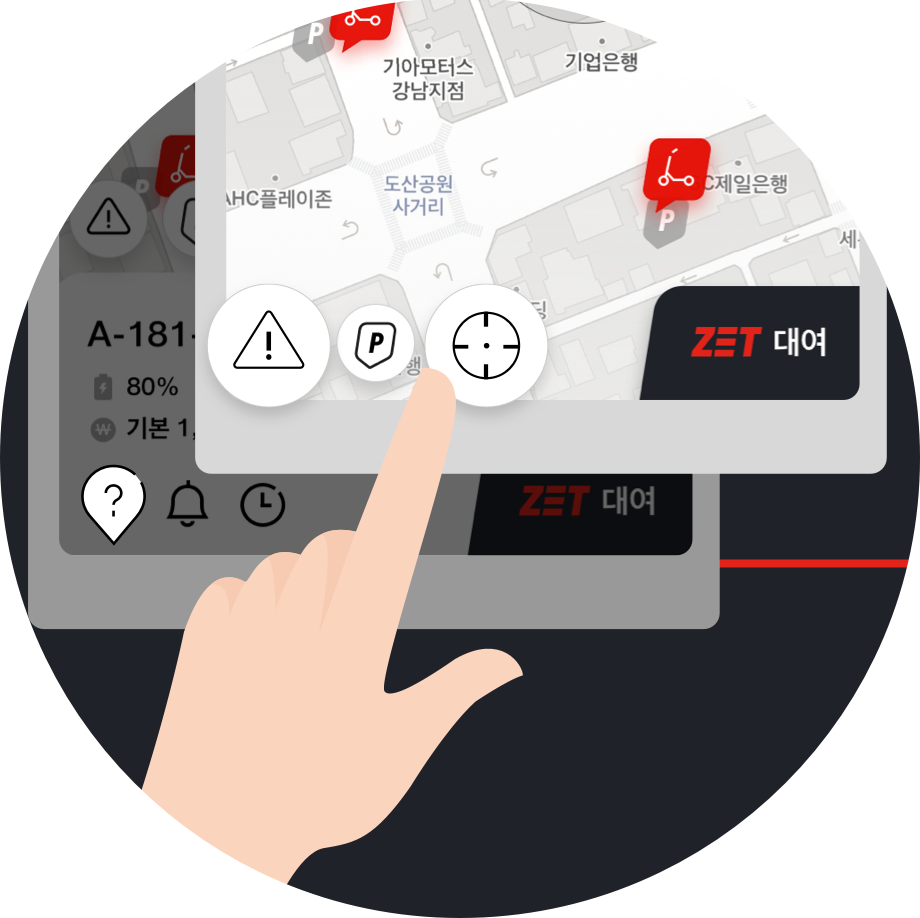 P
기아모터스
강남지점
기업은행
도산공원
사거리
AHC플레이존
C제일은행
P
세
딩
P
행
ZET 대여
P
A-181-
80%
₩ 기본 1,
?
ZET 대여